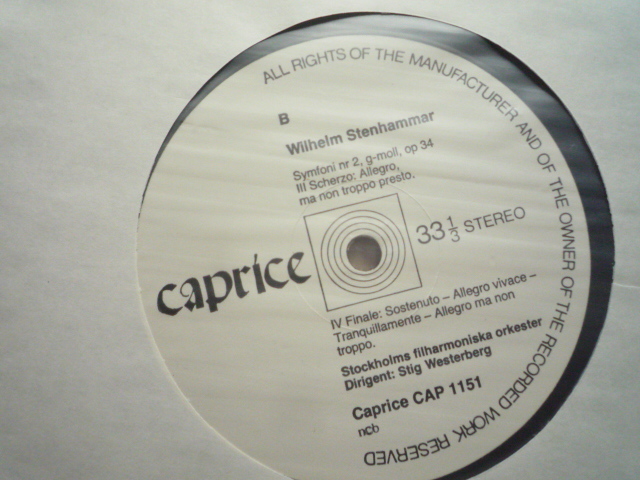 ALL RIGHTS OF THE MANUFACTURER AND OF THE OWNER OF THE RECORDED WORK RESERVED
B
Wilhelm Stenhammar
Symfoni nr 2, g-moll, op 34
III Scherzo: Allegro,
ma non troppo presto.
33 1/3 STEREO
caprice
IV Finale: Sostenuto – Allegro vivace –
Tranquillamente – Allegro ma non
troppo.
Stockholms filharmoniska orkester
Dirigent: Stig Westerberg
Caprice CAP 1151
ncb